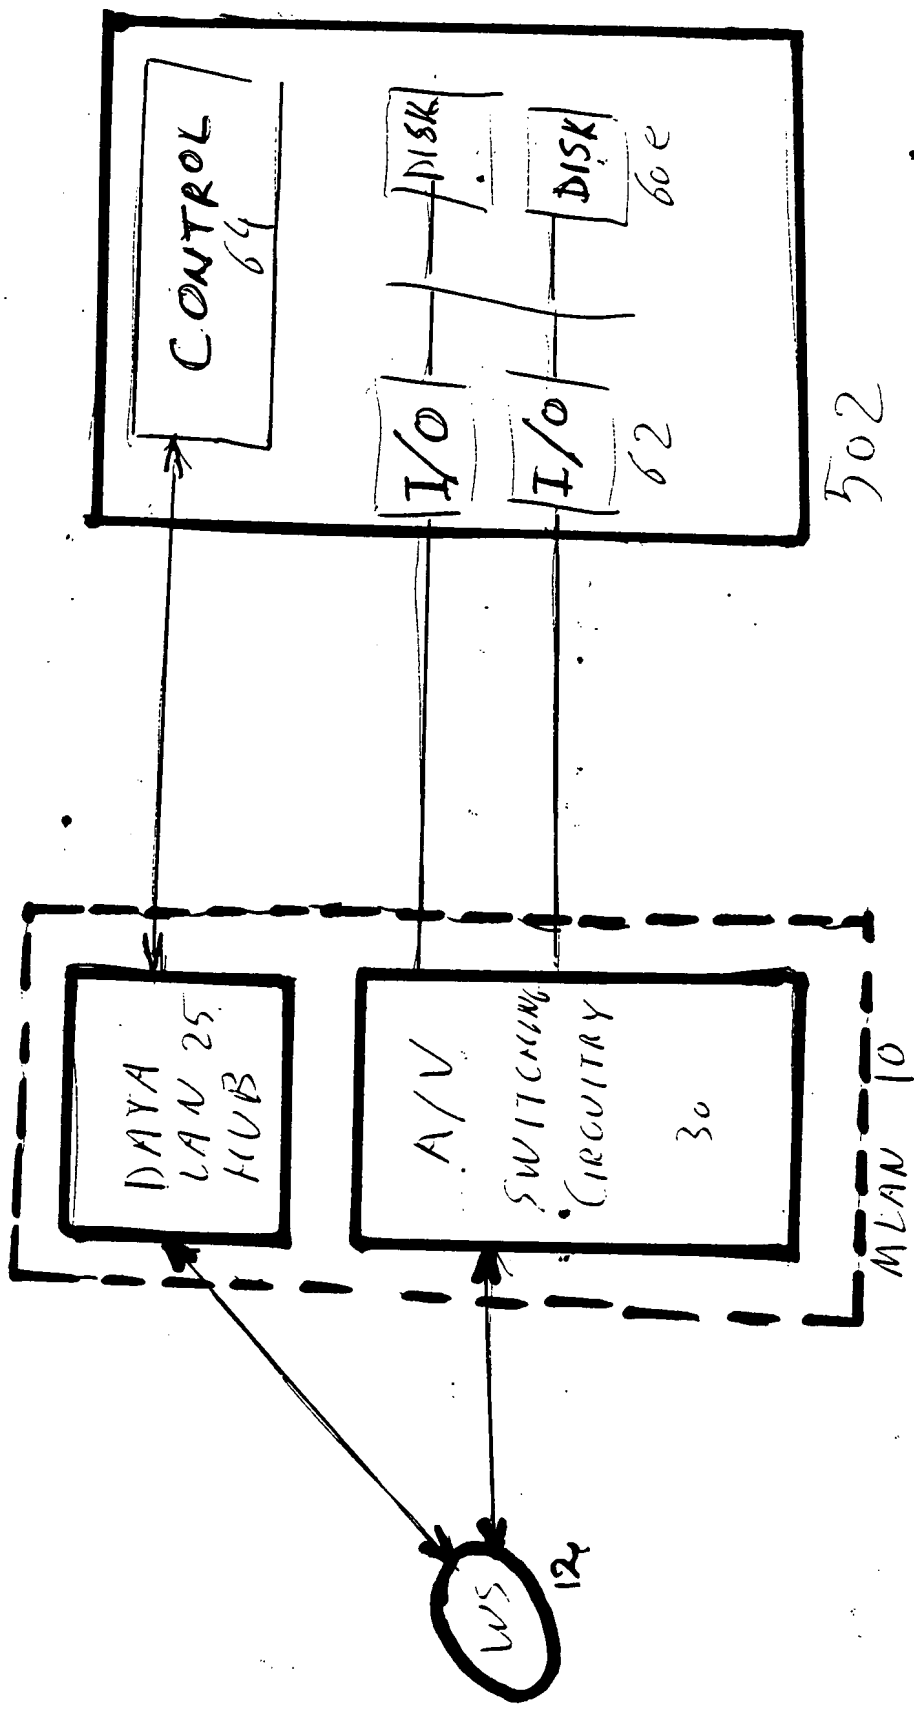 WS
12
DATA
LAN 25
HUB
A/V
SWITCHING
CIRCUITRY
30
MLAN 10
CONTROL
64
I/O
DISK
I/O
DISK
62
60e
502